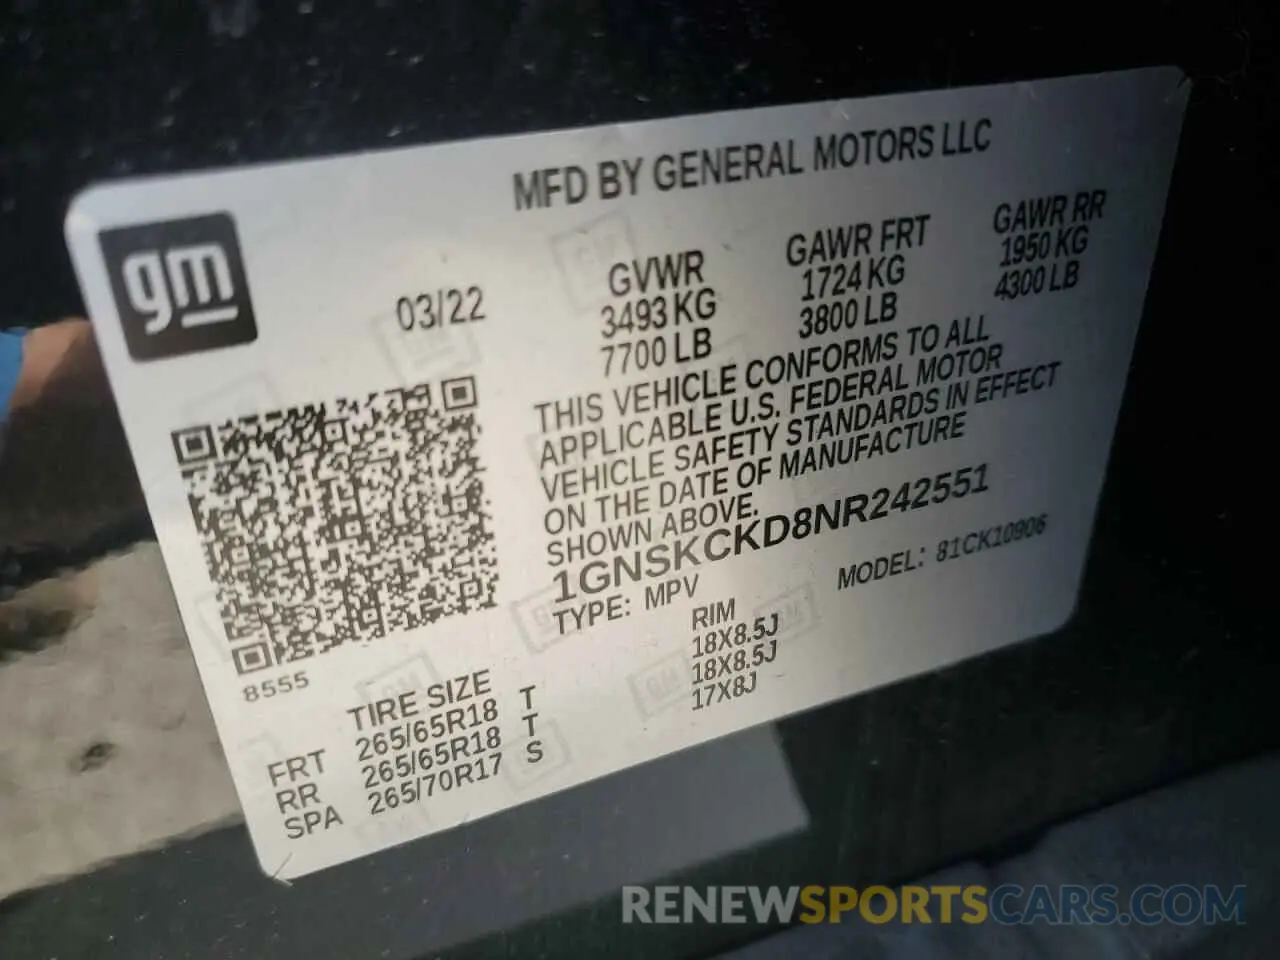 MFD BY GENERAL MOTORS LLC
gm
03/22
GVWR
3493 KG
7700 LB
GAWR FRT
1724 KG
3800 LB
GAWR RR
1950 KG
4300 LB
THIS VEHICLE CONFORMS TO ALL
APPLICABLE U.S. FEDERAL MOTOR
VEHICLE SAFETY STANDARDS IN EFFECT
ON THE DATE OF MANUFACTURE
SHOWN ABOVE.
1GNSKCKD8NR242551
TYPE: MPV
MODEL: 81CK10906
8555
TIRE SIZE
RIM
FRT 265/65R18 T 18X8.5J
RR 265/65R18 T 18X8.5J
SPA 265/70R17 S 17X8J
RENEWSPORTSCARS.COM